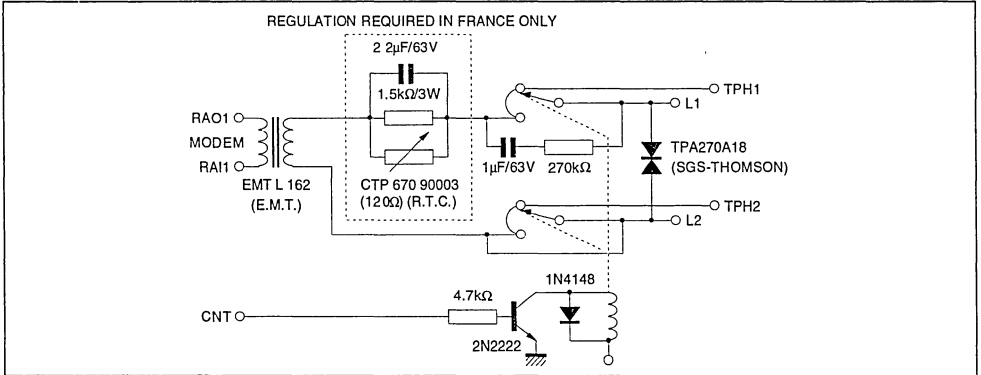 REGULATION REQUIRED IN FRANCE ONLY
2 2µF/63V
1.5kΩ/3W
RAO1
MODEM
RAI1
EMT L 162
(E.M.T.)
CTP 670 90003
(120Ω) (R.T.C.)
1µF/63V
270kΩ
TPH1
L1
TPA270A18
(SGS-THOMSON)
TPH2
L2
1N4148
4.7kΩ
CNT
2N2222